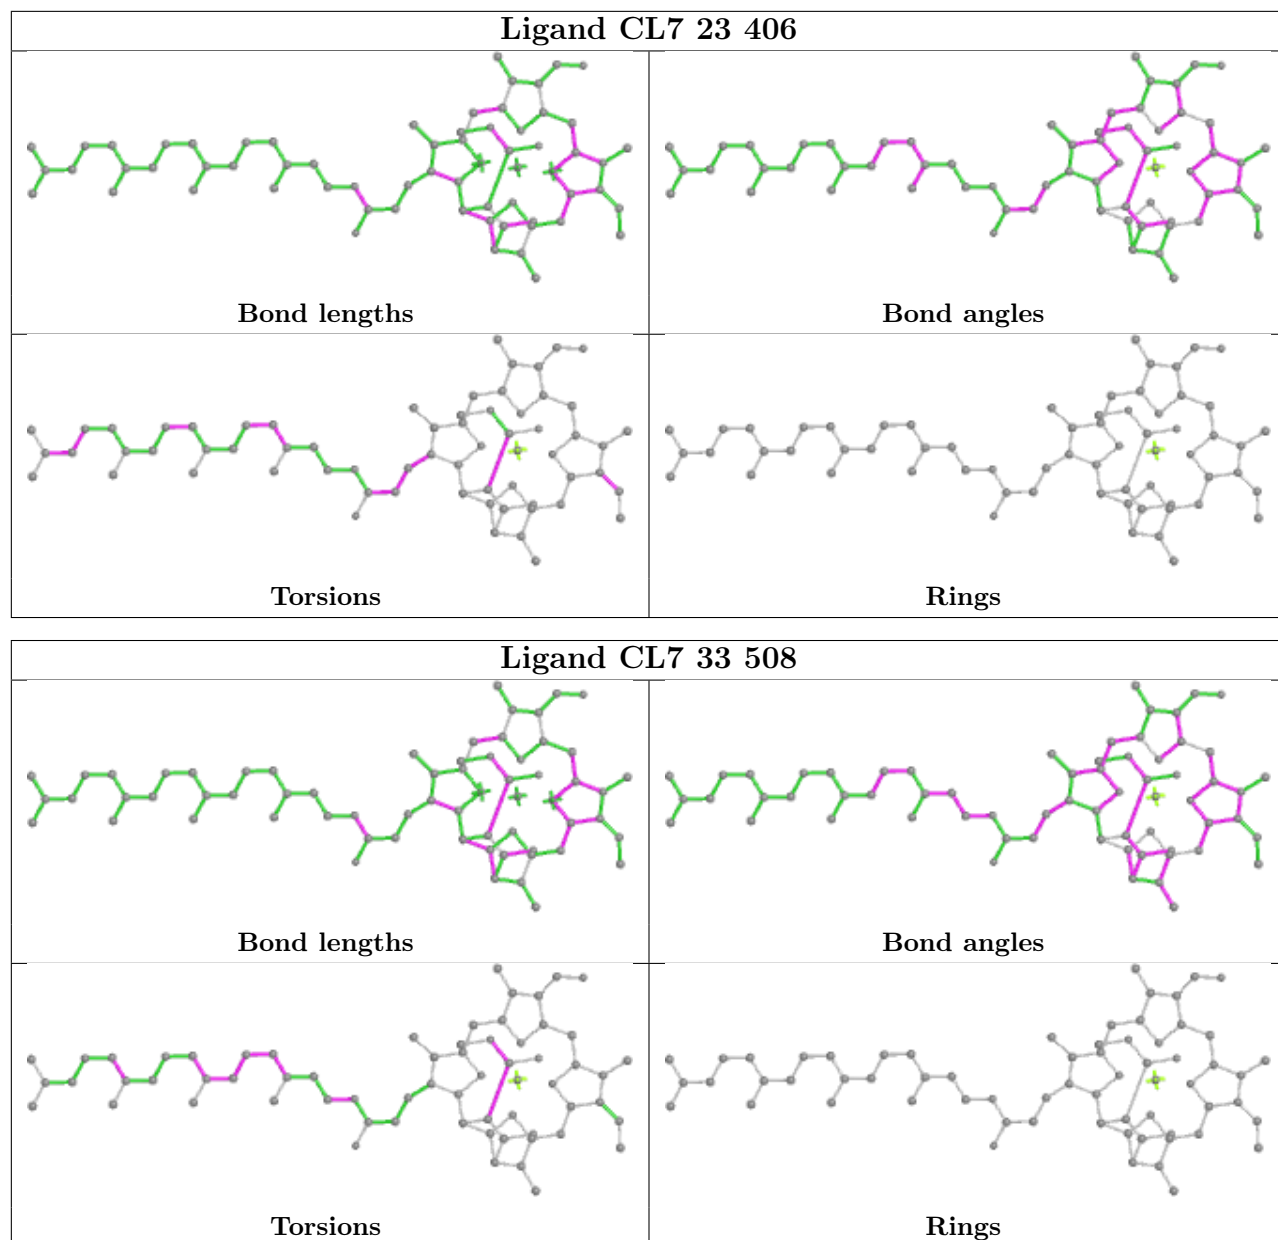 Ligand CL7 23 406
Bond lengths
Bond angles
Torsions
Rings
Ligand CL7 33 508
Bond lengths
Bond angles
Torsions
Rings